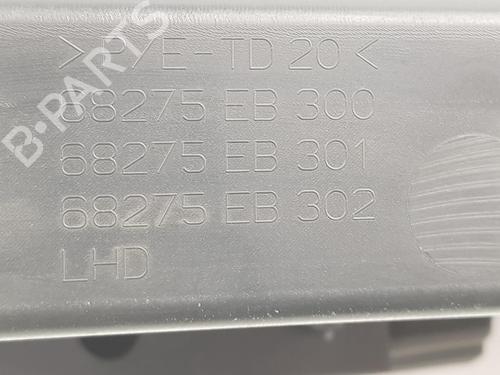 >P/E-TD 20<
68275 EB 300
68275 EB 301
68275 EB 302
LHD
B-PARTS